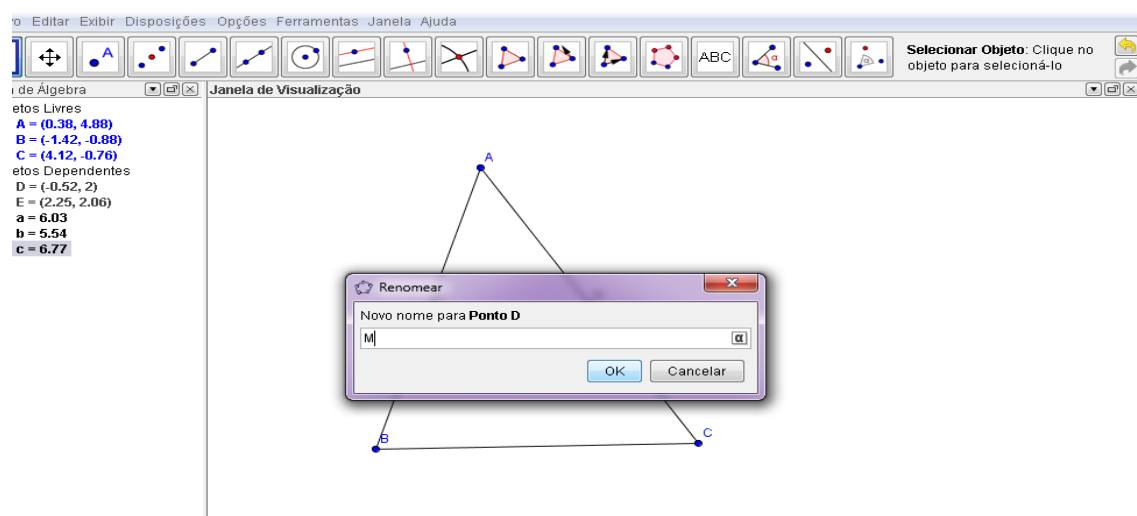 o Editar Exibir Disposições Opções Ferramentas Janela Ajuda
A
ABC
α
α
Selecionar Objeto: Clique no
objeto para selecioná-lo
de Álgebra
Janela de Visualização
etos Livres
A = (0.38, 4.88)
B = (-1.42, -0.88)
C = (4.12, -0.76)
etos Dependentes
D = (-0.52, 2)
E = (2.25, 2.06)
a = 6.03
b = 5.54
c = 6.77
A
Renomear
Novo nome para Ponto D
M
α
OK Cancelar
B
C